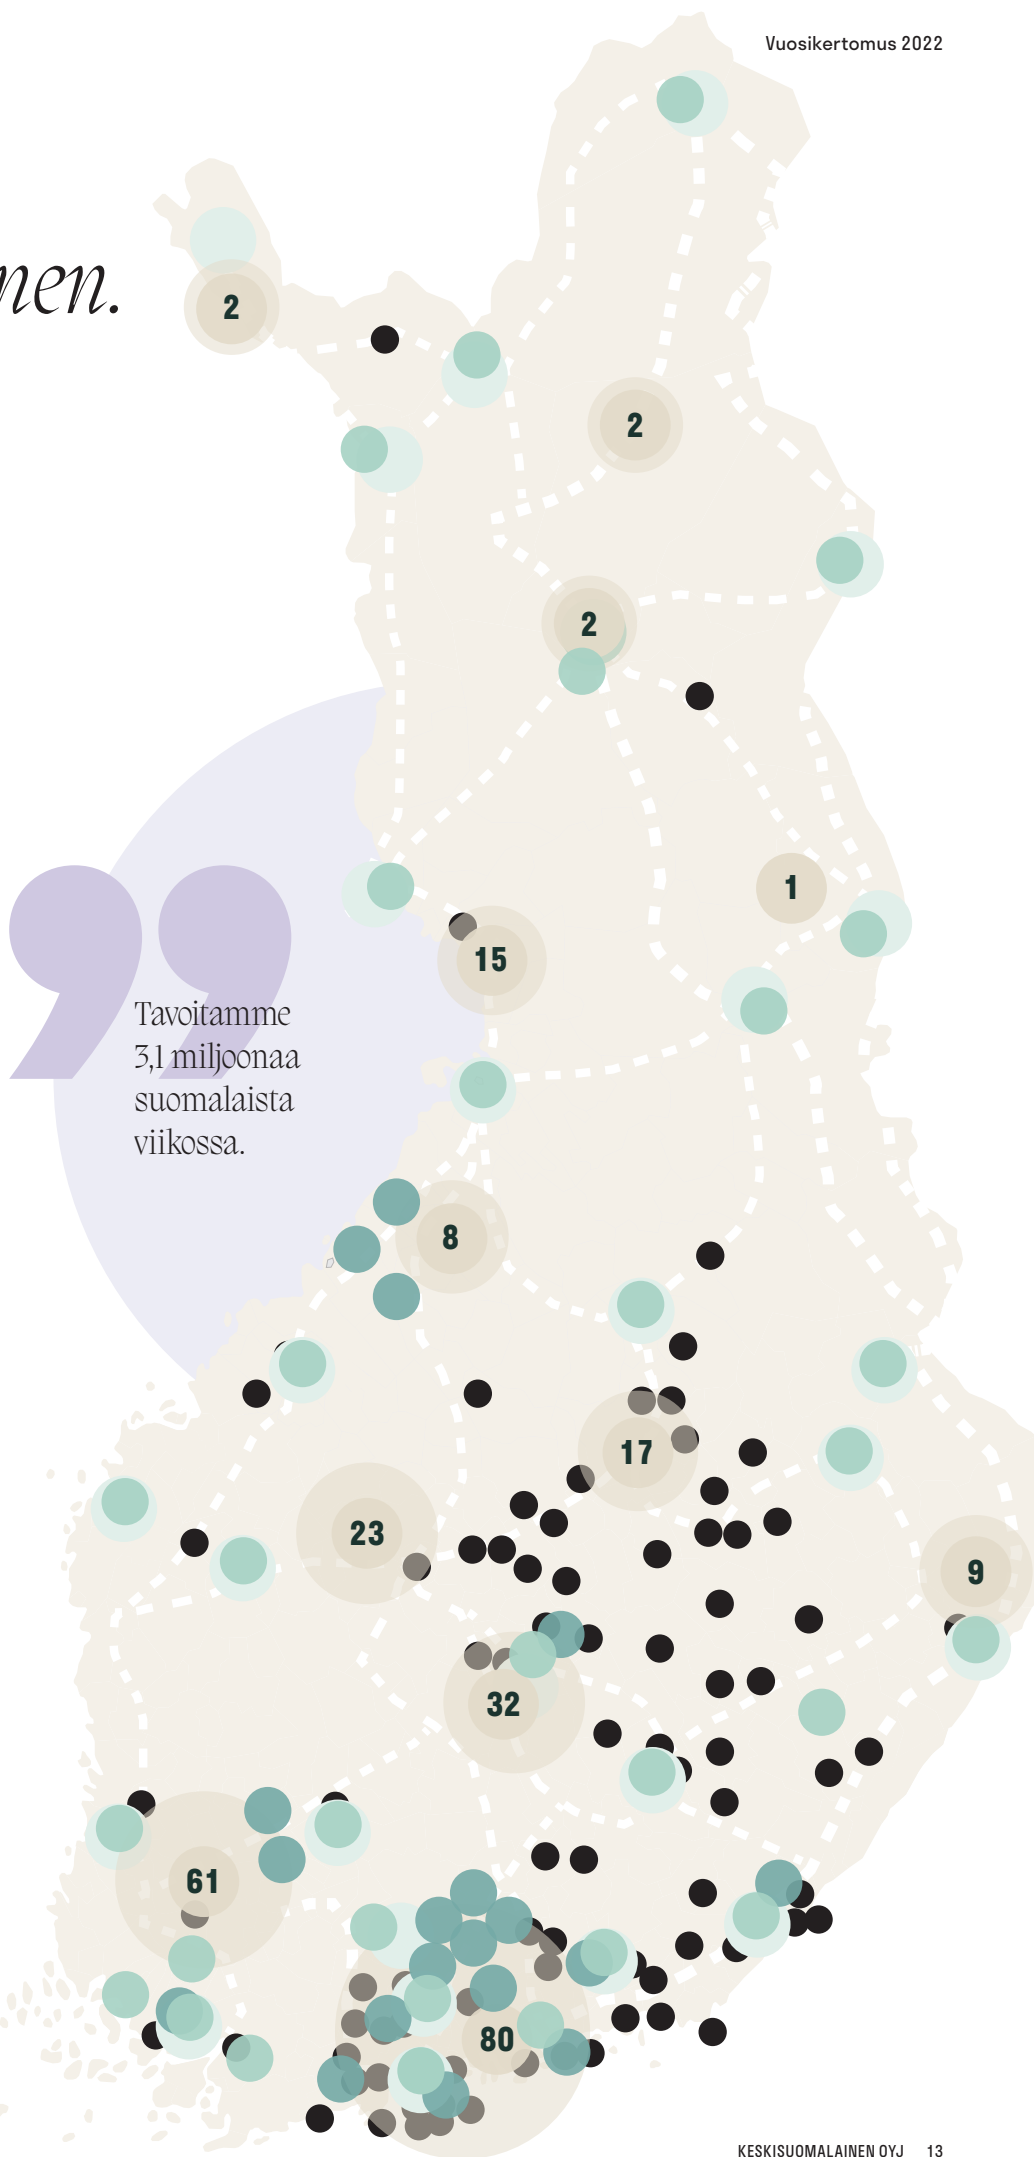 Vuosikertomus 2022
nen.
2
2
2
1
15
Tavoitamme
3,1 miljoonaa
suomalaista
viikossa.
8
17
23
9
32
61
80
KESKISUOMALAINEN OYJ 13